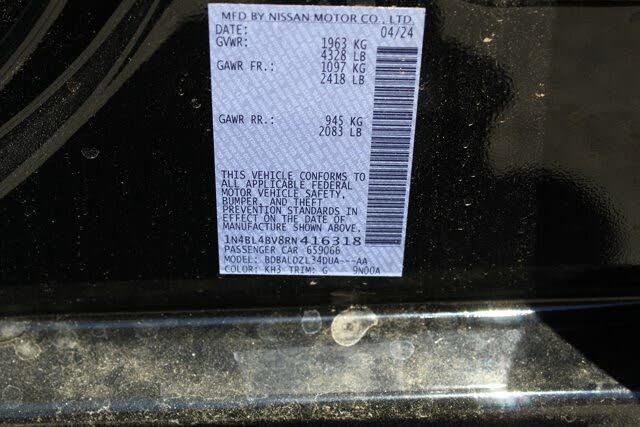 MFD BY NISSAN MOTOR CO., LTD.
DATE: 04/24
GVWR: 1963 KG
4328 LB
GAWR FR.: 1097 KG
2418 LB
GAWR RR.: 945 KG
2083 LB
THIS VEHICLE CONFORMS TO
ALL APPLICABLE FEDERAL
MOTOR VEHICLE SAFETY,
BUMPER, AND THEFT
PREVENTION STANDARDS IN
EFFECT ON THE DATE OF
MANUFACTURE SHOWN ABOVE.
1N4BL4BV8RN416318
PASSENGER CAR 659066
MODEL: BDBALDZL34DUA---AA
COLOR: KH3 TRIM: G 9N00A